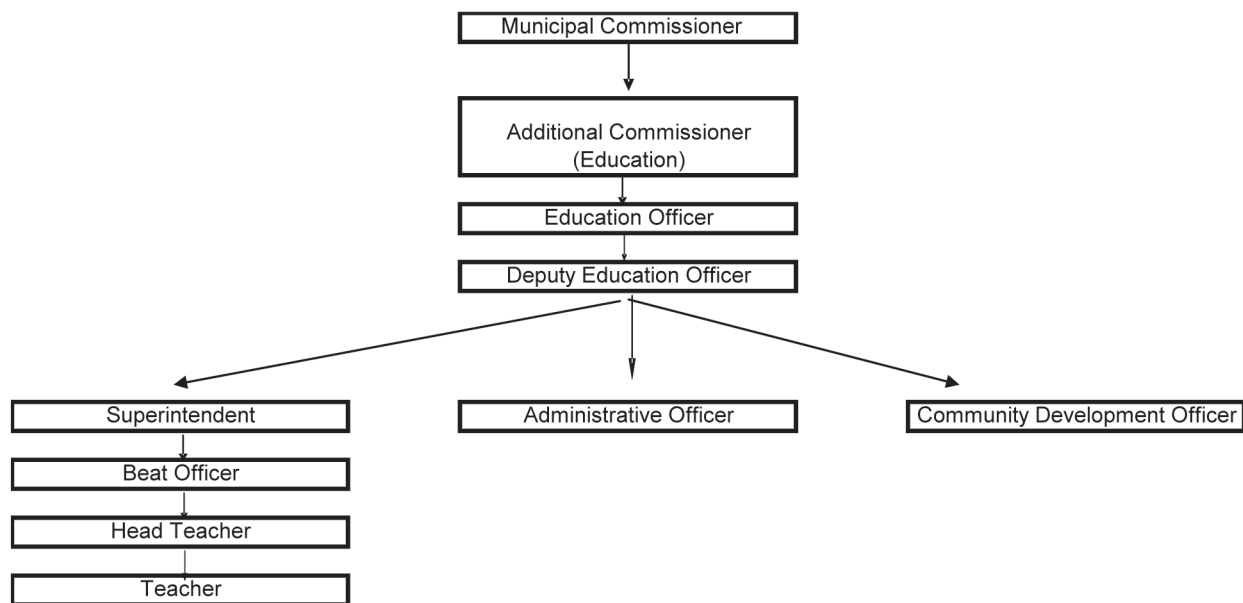 Municipal Commissioner
Additional Commissioner
(Education)
Education Officer
Deputy Education Officer
Superintendent
Administrative Officer
Community Development Officer
Beat Officer
Head Teacher
Teacher